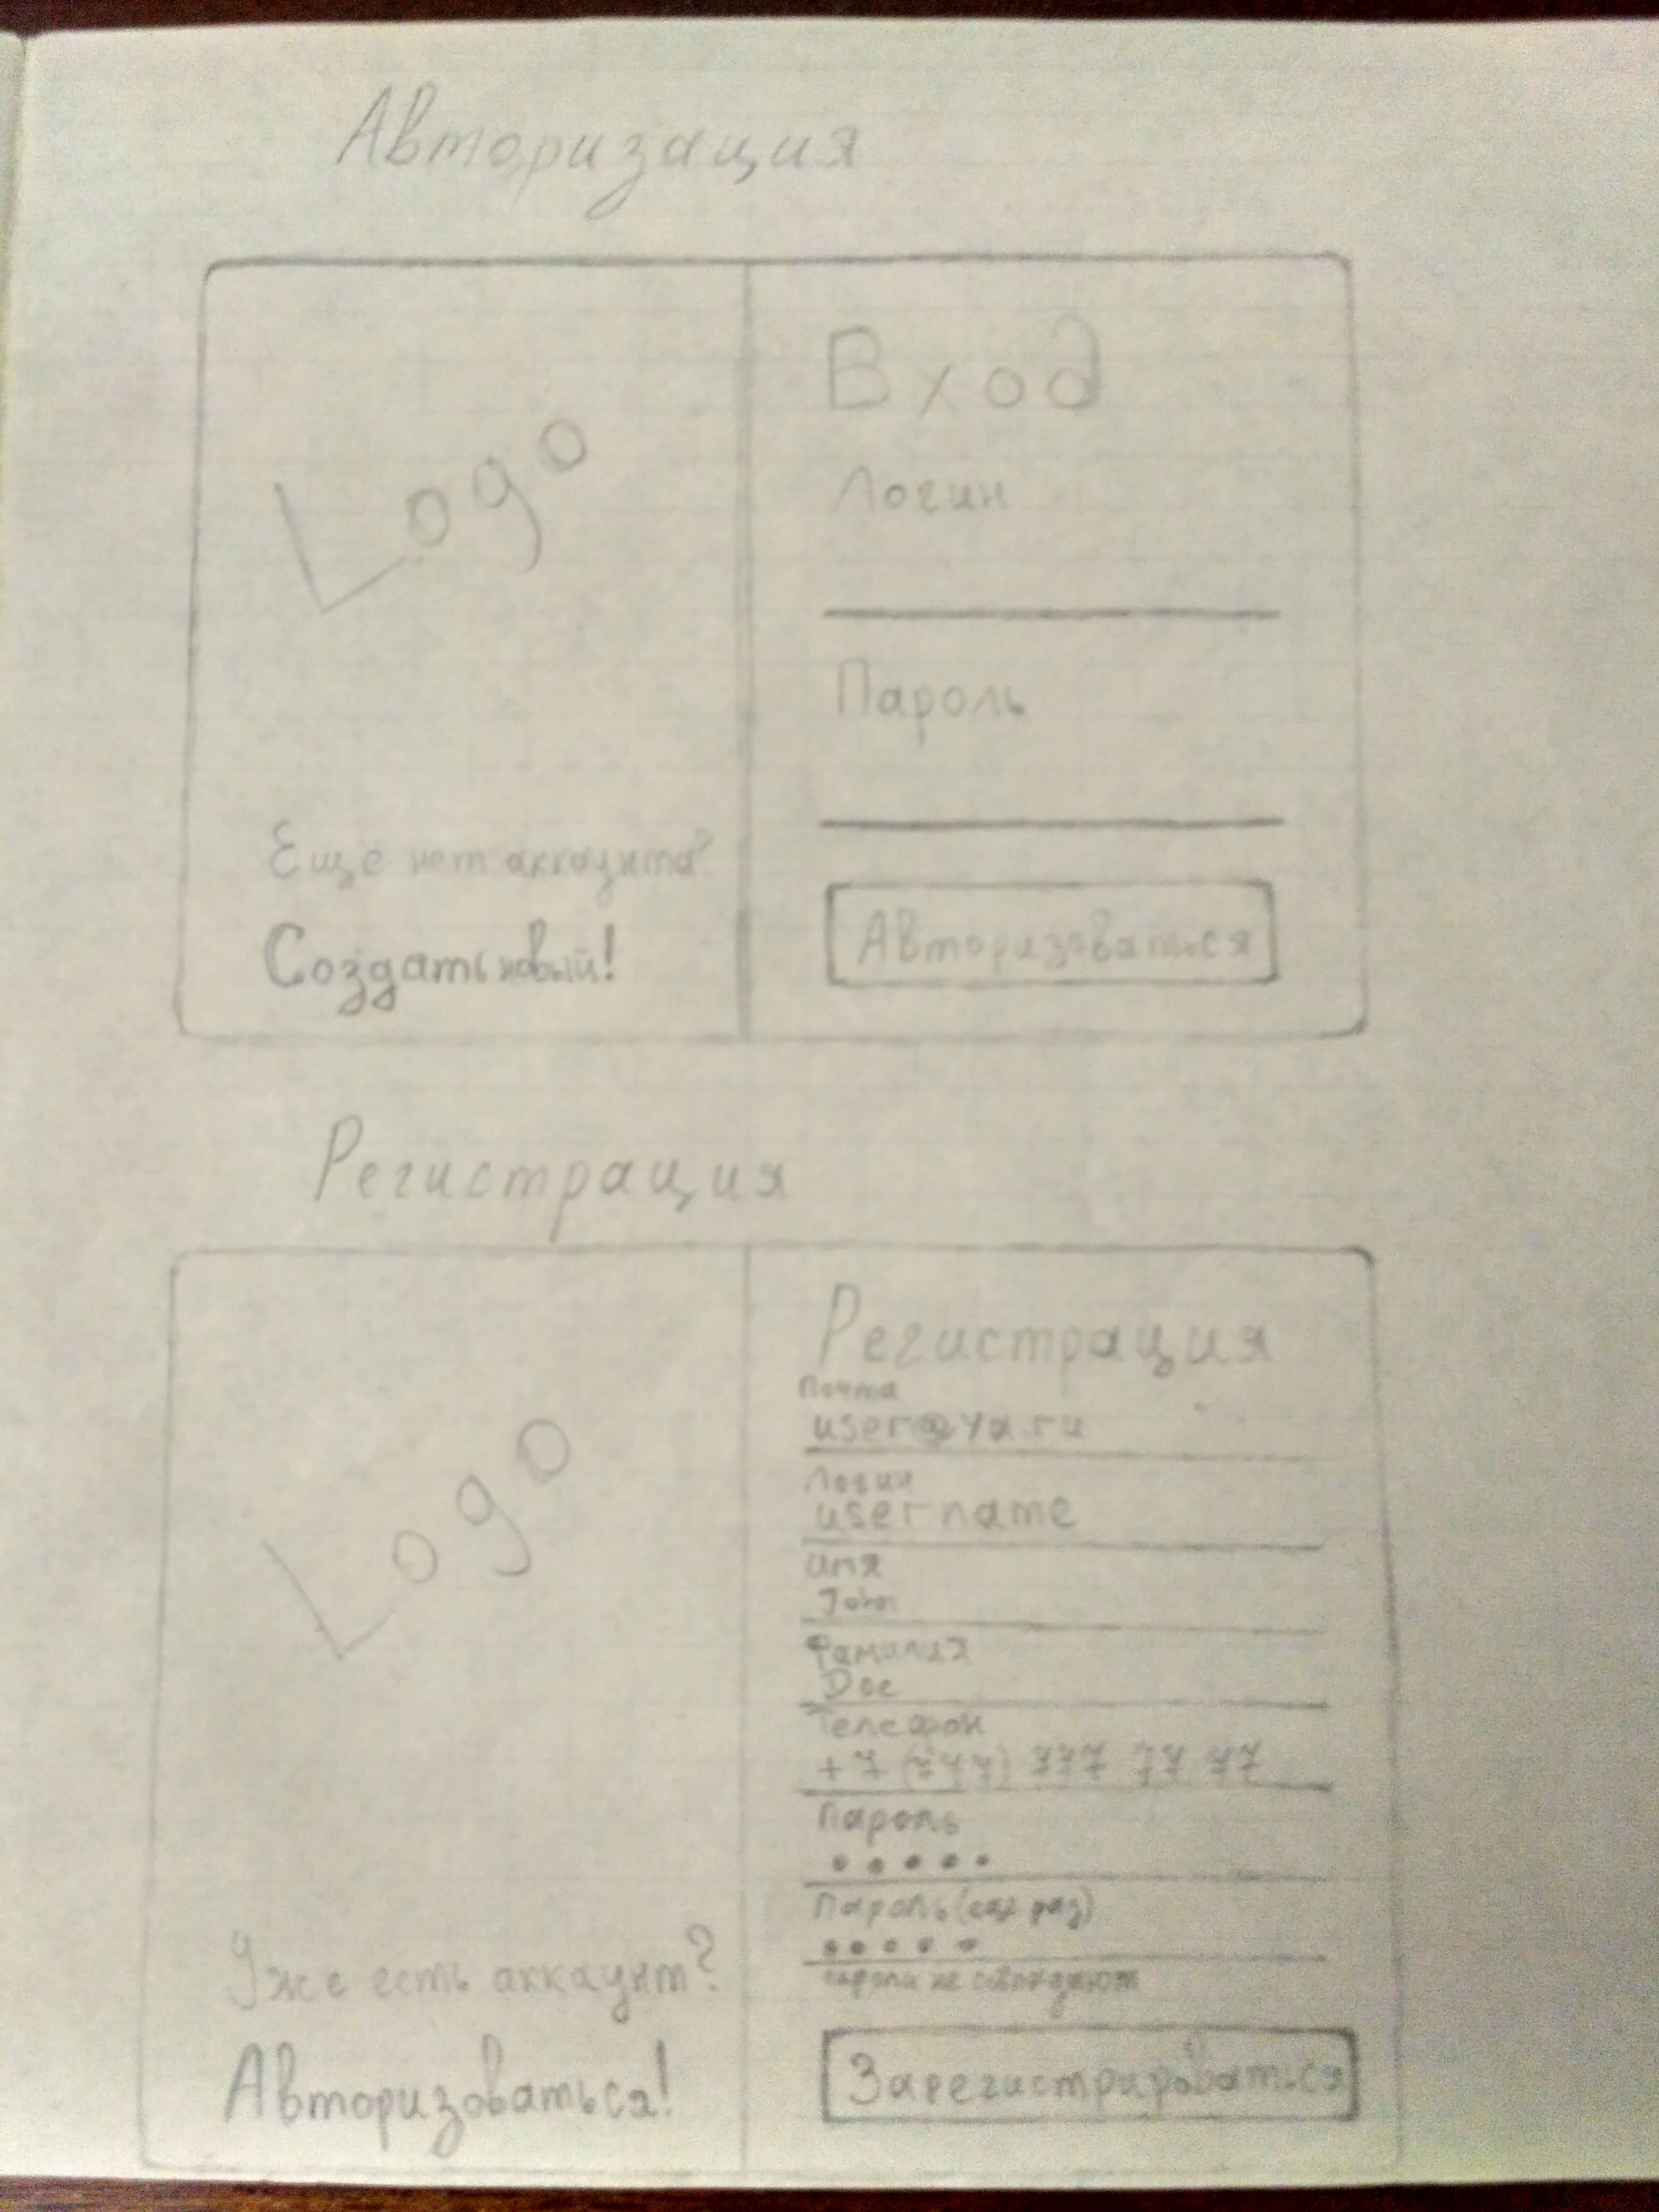 Авторизация
Logo
Ещё нет аккаунта?
Создать новый!
Вход
Логин
Пароль
Авторизоваться
Регистрация
Logo
Уже есть аккаунт?
Авторизоваться!
Регистрация
Почта
user@ya.ru
Логин
username
Имя
John
Фамилия
Doe
Телефон
+7 (777) 777 77 77
Пароль
•••••
Пароль (ещё раз)
•••••
пароли не совпадают
Зарегистрироваться